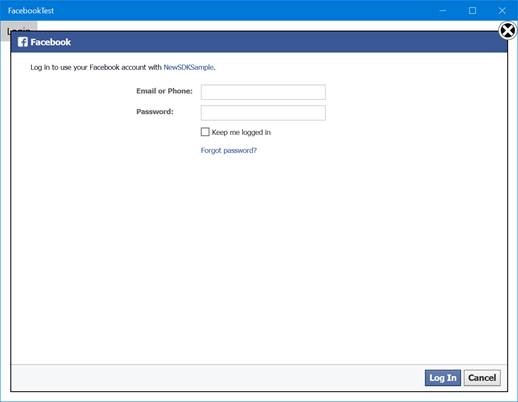 FacebookTest
Login
Facebook
Log in to use your Facebook account with NewSDKSample.
Email or Phone:
Password:
Keep me logged in
Forgot password?
Log In
Cancel